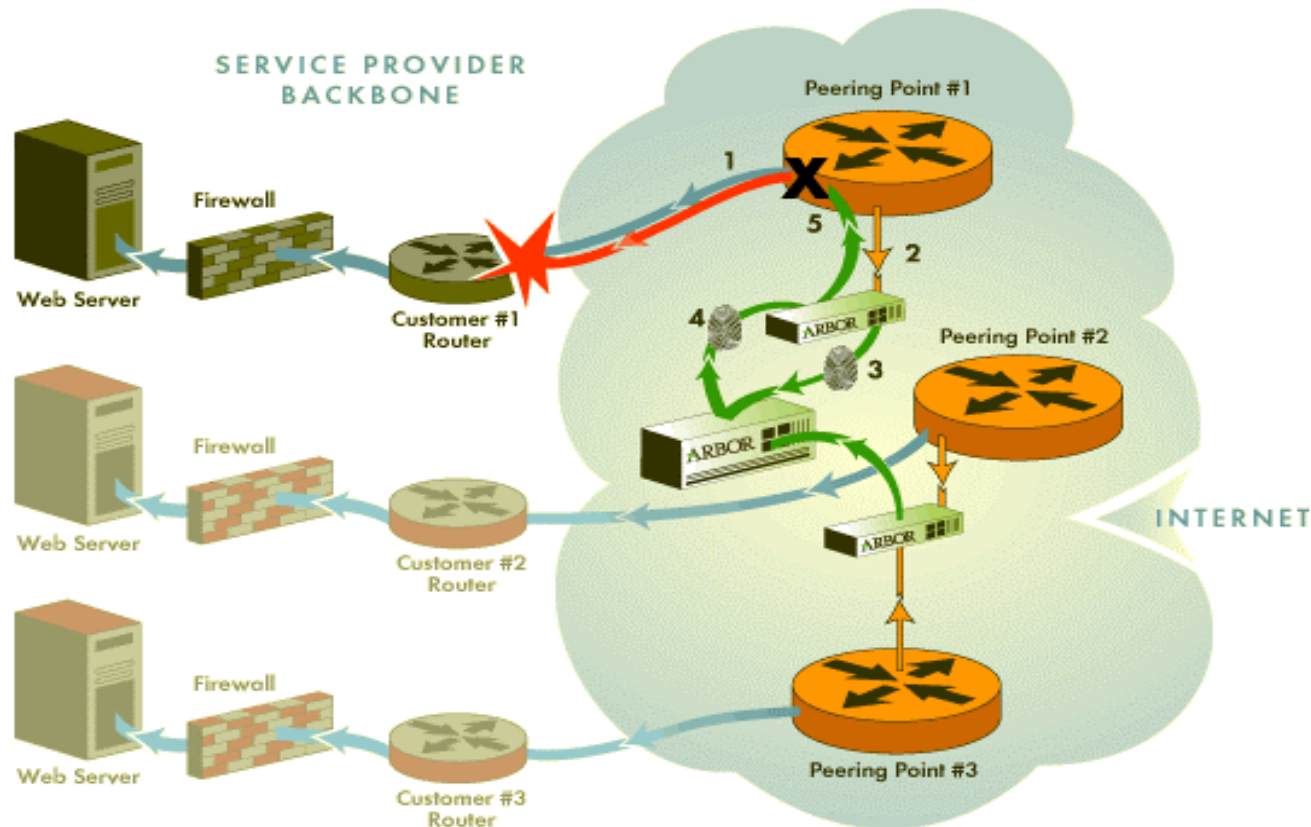 SERVICE PROVIDER
BACKBONE
Peering Point #1
1
Firewall
5
2
Web Server
Customer #1
Router
4
ARBOR
Peering Point #2
3
Firewall
ARBOR
INTERNET
ARBOR
Web Server
Customer #2
Router
Firewall
Web Server
Peering Point #3
Customer #3
Router